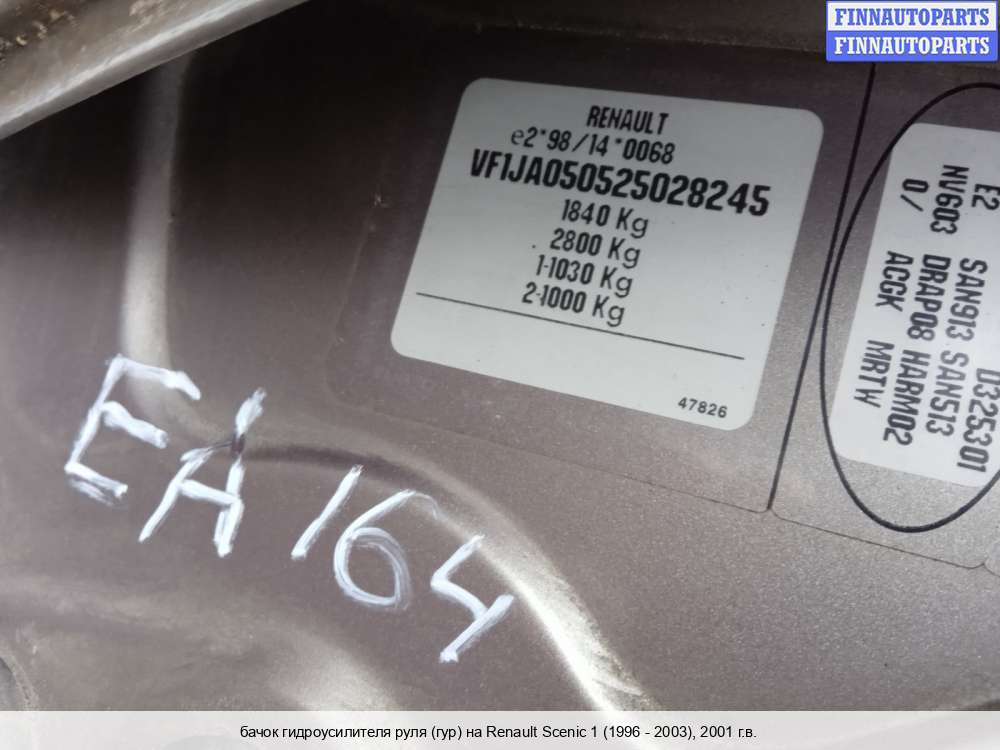 FINNAUTOPARTS
FINNAUTOPARTS
RENAULT
e2*98/14*0068
VF1JA050525028245
1840 Kg
2800 Kg
1-1030 Kg
2-1000 Kg
47826
E2 D325301
SAN913 SAN513
NV603 DRAP08 HARM02
0/ ACGK MRTW
EA 164
бачок гидроусилителя руля (гур) на Renault Scenic 1 (1996 - 2003), 2001 г.в.